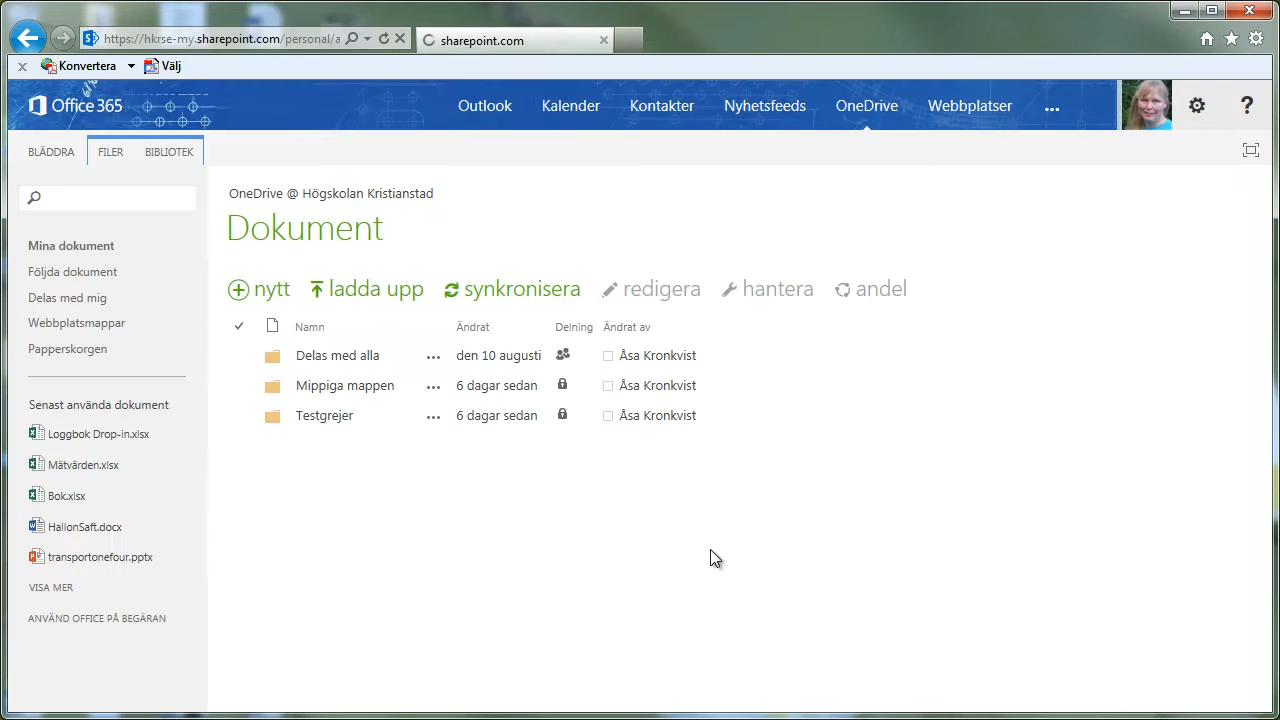 https://hkrse-my.sharepoint.com/personal/a
sharepoint.com
Konvertera
Välj
Office 365
Outlook
Kalender
Kontakter
Nyhetsfeeds
OneDrive
Webbplatser
...
?
BLÄDDRA
FILER
BIBLIOTEK
OneDrive @ Högskolan Kristianstad
Dokument
Mina dokument
Följda dokument
Delas med mig
Webbplatsmappar
Papperskorgen
Senast använda dokument
Loggbok Drop-in.xlsx
Mätvärden.xlsx
Bok.xlsx
HallonSaft.docx
transportonefour.pptx
VISA MER
ANVÄND OFFICE PÅ BEGÄRAN
nytt
ladda upp
synkronisera
redigera
hantera
andel
Namn Ändrat Delning Ändrat av
Delas med alla ... den 10 augusti Åsa Kronkvist
Mippiga mappen ... 6 dagar sedan Åsa Kronkvist
Testgrejer ... 6 dagar sedan Åsa Kronkvist